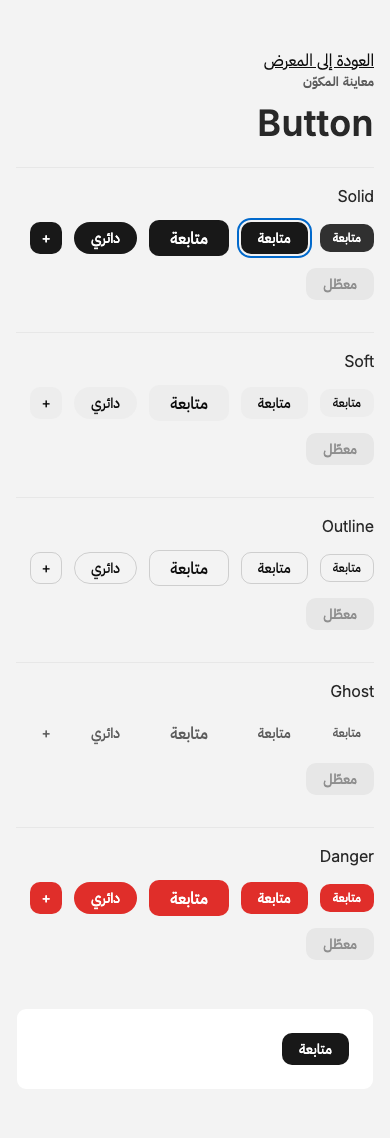 العودة إلى المعرض
معاينة المكوّن
Button
Solid
متابعة متابعة متابعة دائري +
معطّل
Soft
متابعة متابعة متابعة دائري +
معطّل
Outline
متابعة متابعة متابعة دائري +
معطّل
Ghost
متابعة متابعة متابعة دائري +
معطّل
Danger
متابعة متابعة متابعة دائري +
معطّل
متابعة